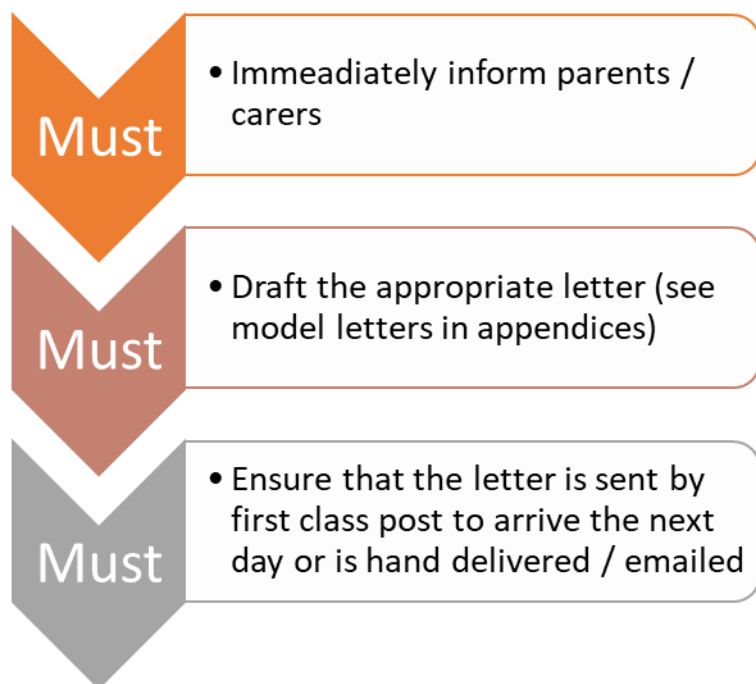 Must
• Immeadiately inform parents /
carers
Must
• Draft the appropriate letter (see
model letters in appendices)
Must
• Ensure that the letter is sent by
first class post to arrive the next
day or is hand delivered / emailed